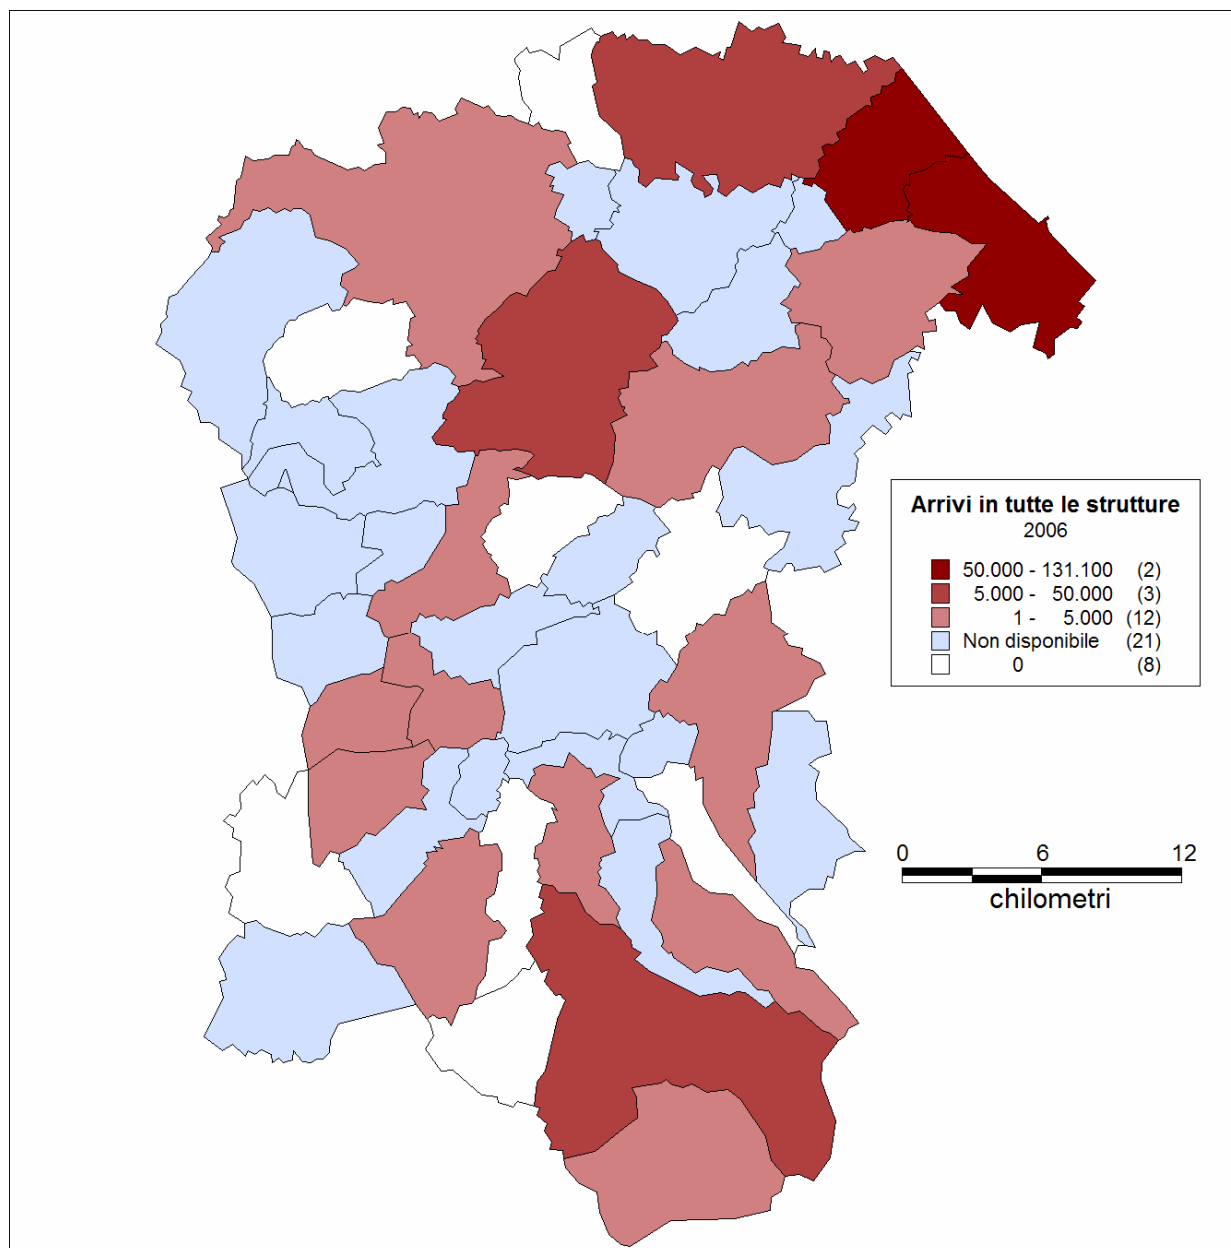 Arrivi in tutte le strutture
2006
50.000 - 131.100 (2)
5.000 - 50.000 (3)
1 - 5.000 (12)
Non disponibile (21)
0 (8)
0 6 12
chilometri